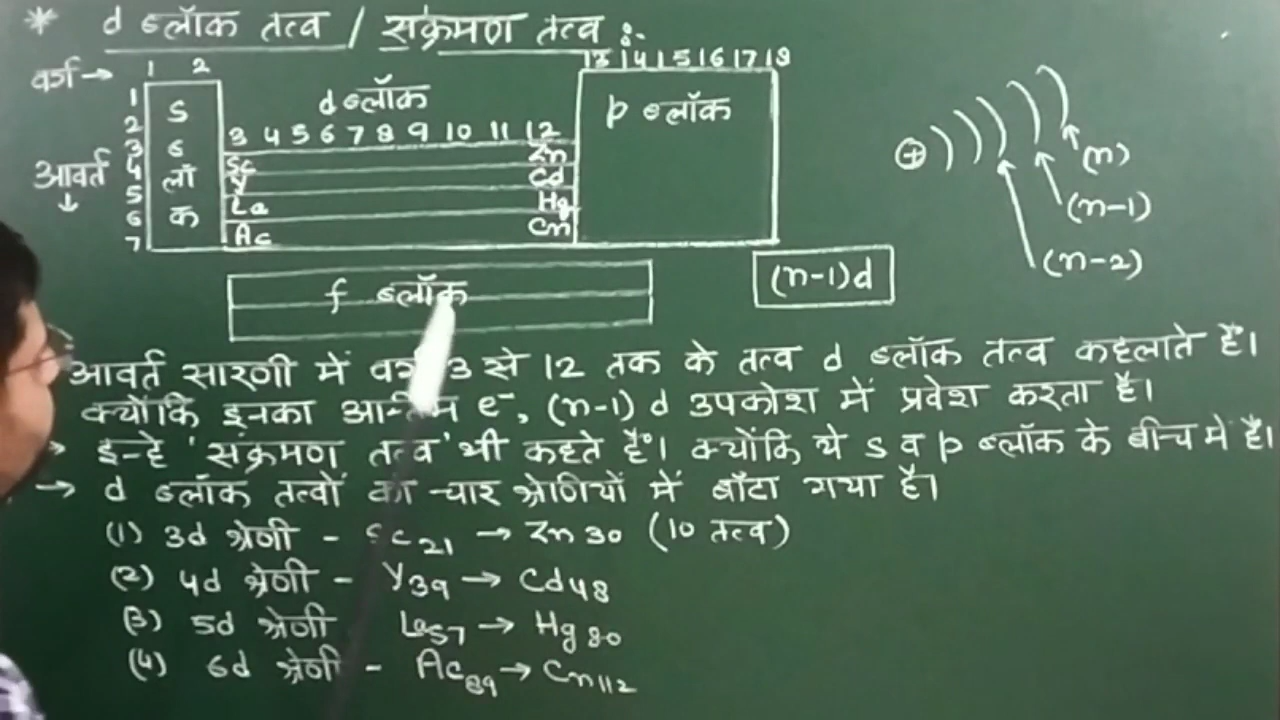 * d ब्लॉक तत्व / संक्रमण तत्व :-
वर्ग → 1 2
13 14 15 16 17 18
आवर्त ↓
1
2
3
4
5
6
7
S ब्लॉक
d ब्लॉक
3 4 5 6 7 8 9 10 11 12
Sc Zn
Y Cd
La Hg
Ac Cn
p ब्लॉक
f ब्लॉक
(n-1)d
+
(n)
(n-1)
(n-2)
आवर्त सारणी में वर्ग 3 से 12 तक के तत्व d ब्लॉक तत्व कहलाते हैं।
क्योंकि इनका अन्तिम e⁻, (n-1) d उपकोश में प्रवेश करता है।
→ इन्हे 'संक्रमण तत्व' भी कहते हैं। क्योंकि ये s व p ब्लॉक के बीच मे हैं।
→ d ब्लॉक तत्वों का चार श्रेणियों में बाँटा गया है।
(1) 3d श्रेणी - Sc₂₁ → Zn 30 (10 तत्व)
(2) 4d श्रेणी - Y₃₉ → Cd₄₈
(3) 5d श्रेणी La₅₇ → Hg₈₀
(4) 6d श्रेणी - Ac₈₉ → Cn₁₁₂